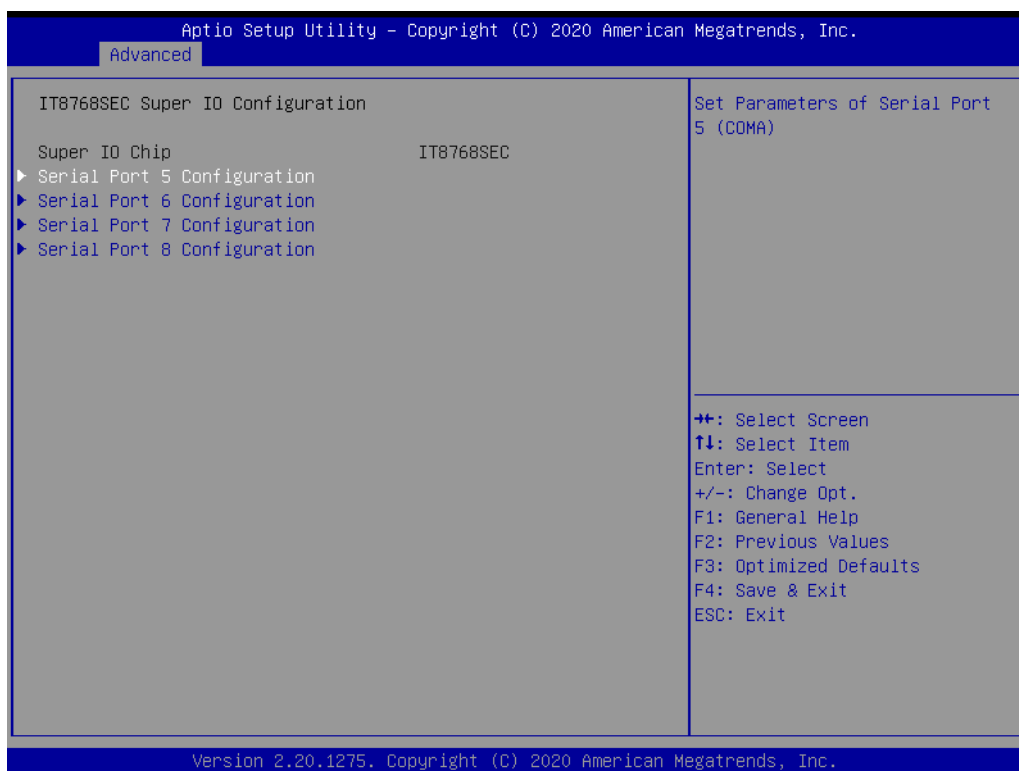 Aptio Setup Utility – Copyright (C) 2020 American Megatrends, Inc.
Advanced
IT8768SEC Super IO Configuration
Super IO Chip IT8768SEC
▶ Serial Port 5 Configuration
▶ Serial Port 6 Configuration
▶ Serial Port 7 Configuration
▶ Serial Port 8 Configuration
Set Parameters of Serial Port
5 (COMA)
→←: Select Screen
↑↓: Select Item
Enter: Select
+/-: Change Opt.
F1: General Help
F2: Previous Values
F3: Optimized Defaults
F4: Save & Exit
ESC: Exit
Version 2.20.1275. Copyright (C) 2020 American Megatrends, Inc.